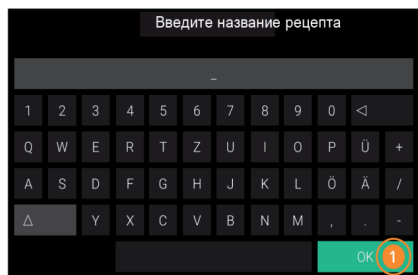 Введите название рецепта
_
1 2 3 4 5 6 7 8 9 0 ◁
Q W E R T Z U I O P Ü +
A S D F G H J K L Ö Ä /
△ Y X C V B N M , . -
OK 1